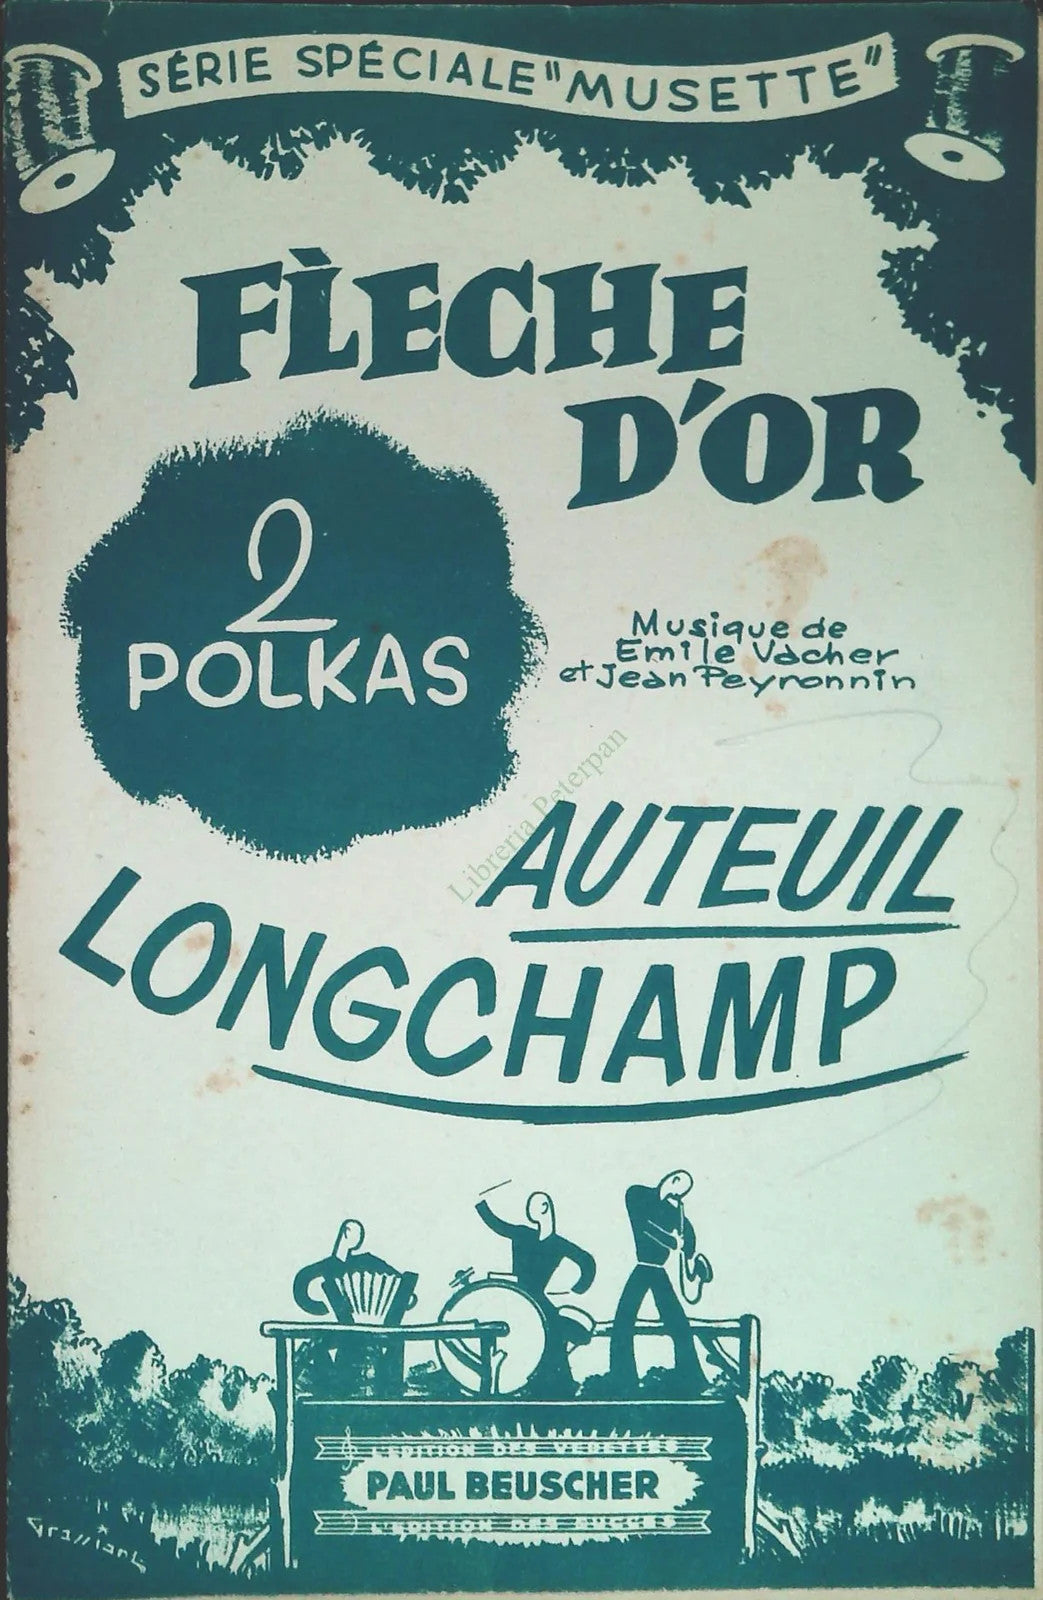 SÉRIE SPÉCIALE "MUSETTE"
FLÈCHE
D'OR
2
POLKAS
Musique de
Emile Vacher
et Jean Peyronnin
Libreria Peterpan
AUTEUIL
LONGCHAMP
L'EDITION DES VEDETTES
PAUL BEUSCHER
L'EDITION DES SUCCES